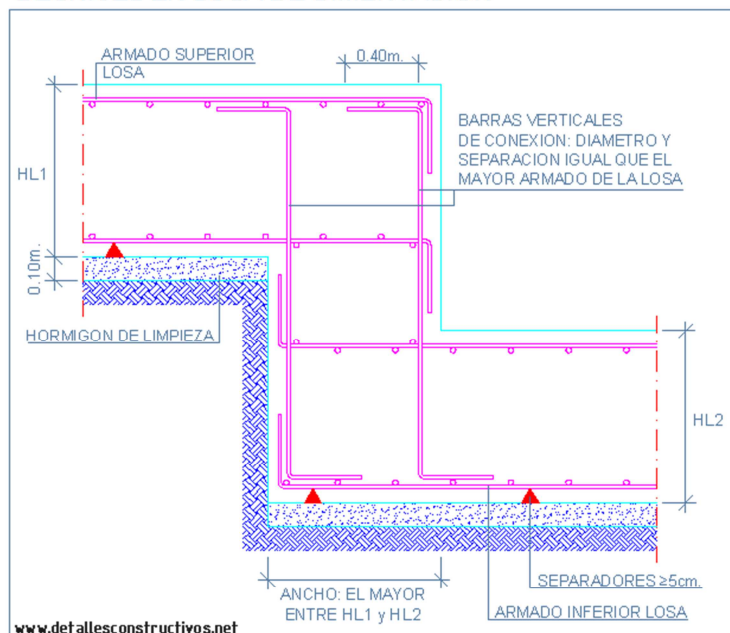 ARMADO SUPERIOR
LOSA
0.40m.
BARRAS VERTICALES
DE CONEXION: DIAMETRO Y
SEPARACION IGUAL QUE EL
MAYOR ARMADO DE LA LOSA
HL1
0.10m.
HORMIGON DE LIMPIEZA
HL2
ANCHO: EL MAYOR
ENTRE HL1 y HL2
SEPARADORES ≥5cm.
ARMADO INFERIOR LOSA
www.detallesconstructivos.net